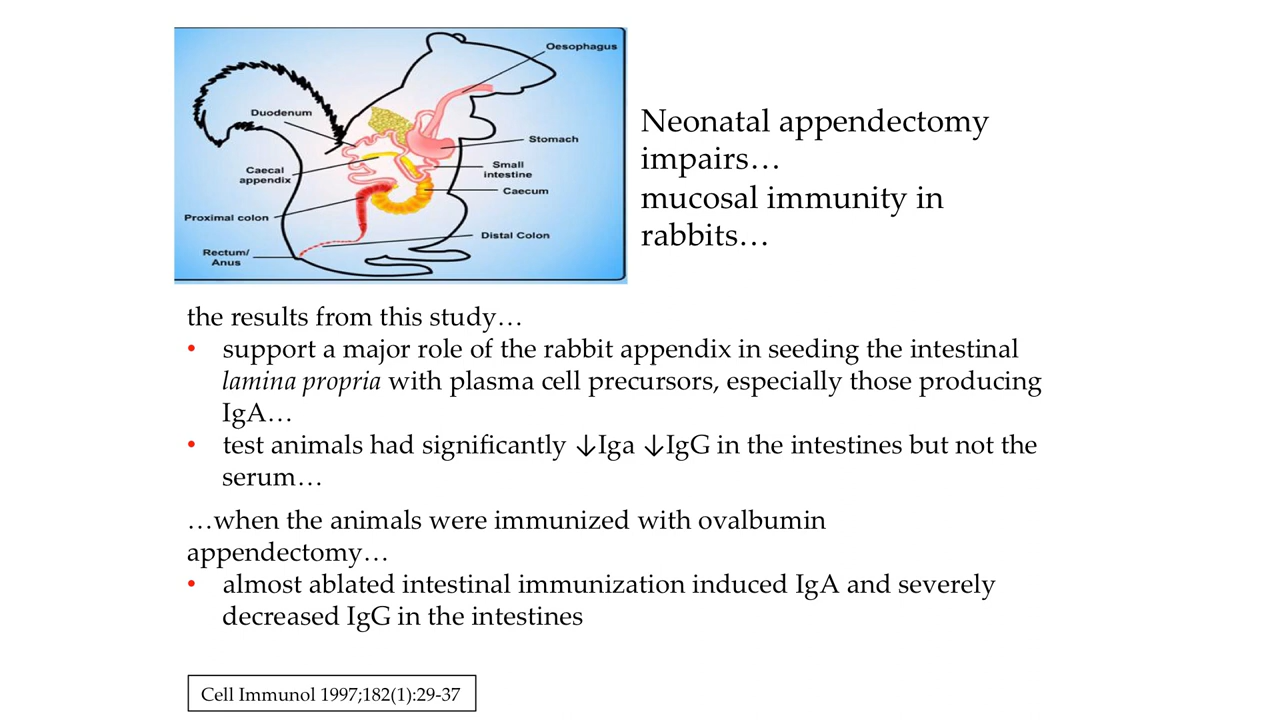 Oesophagus
Duodenum
Stomach
Caecal
appendix
Small
intestine
Caecum
Proximal colon
Distal Colon
Rectum/
Anus
Neonatal appendectomy
impairs…
mucosal immunity in
rabbits…
the results from this study…
• support a major role of the rabbit appendix in seeding the intestinal
lamina propria with plasma cell precursors, especially those producing
IgA…
• test animals had significantly ↓Iga ↓IgG in the intestines but not the
serum…
…when the animals were immunized with ovalbumin
appendectomy…
• almost ablated intestinal immunization induced IgA and severely
decreased IgG in the intestines
Cell Immunol 1997;182(1):29-37